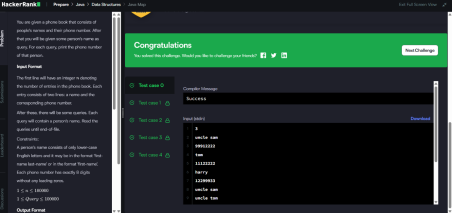 HackerRank
Prepare > Java > Data Structures > Java Map
Exit Full Screen View
Problem
Submissions
Leaderboard
Discussions
You are given a phone book that consists of
people's names and their phone number. After
that you will be given some person's name as
query. For each query, print the phone number
of that person.
Input Format
The first line will have an integer n denoting
the number of entries in the phone book. Each
entry consists of two lines: a name and the
corresponding phone number.
After these, there will be some queries. Each
query will contain a person's name. Read the
queries until end-of-file.
Constraints:
A person's name consists of only lower-case
English letters and it may be in the format 'first-
name last-name' or in the format 'first-name'.
Each phone number has exactly 8 digits
without any leading zeros.
1 ≤ n ≤ 100000
1 ≤ Query ≤ 100000
Output Format
Congratulations
You solved this challenge. Would you like to challenge your friends?
Next Challenge
Test case 0
Test case 1
Test case 2
Test case 3
Test case 4
Compiler Message
Success
Input (stdin)
Download
3
uncle sam
99912222
tom
11122222
harry
12299933
uncle sam
uncle tom